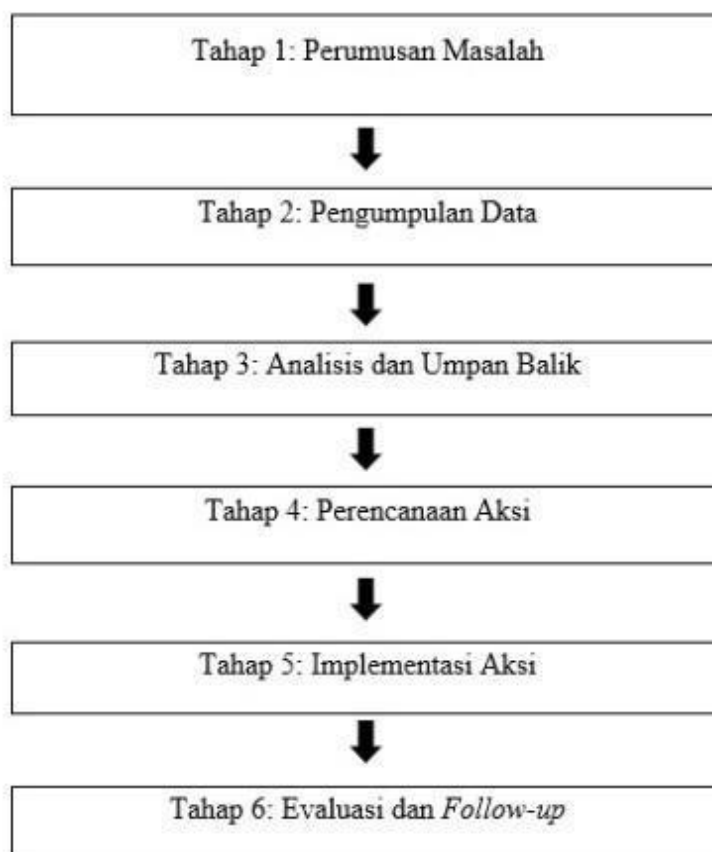 Tahap 1: Perumusan Masalah
Tahap 2: Pengumpulan Data
Tahap 3: Analisis dan Umpan Balik
Tahap 4: Perencanaan Aksi
Tahap 5: Implementasi Aksi
Tahap 6: Evaluasi dan Follow-up